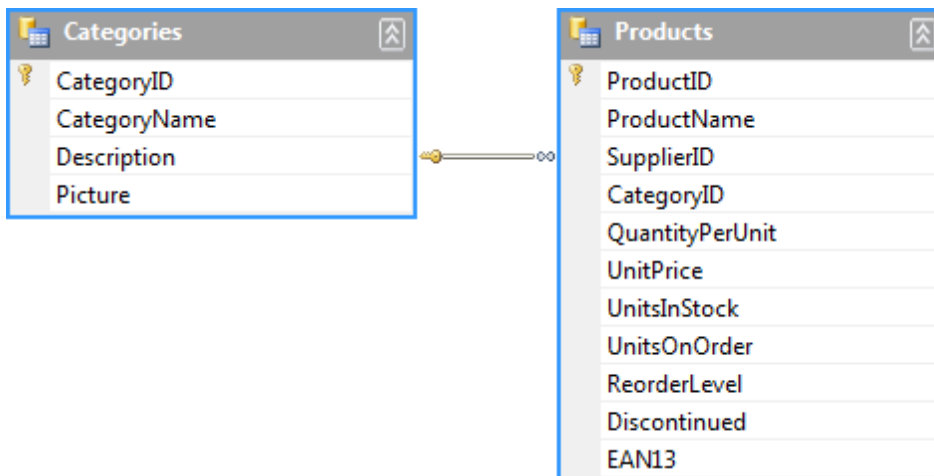 Categories
CategoryID
CategoryName
Description
Picture
Products
ProductID
ProductName
SupplierID
CategoryID
QuantityPerUnit
UnitPrice
UnitsInStock
UnitsOnOrder
ReorderLevel
Discontinued
EAN13